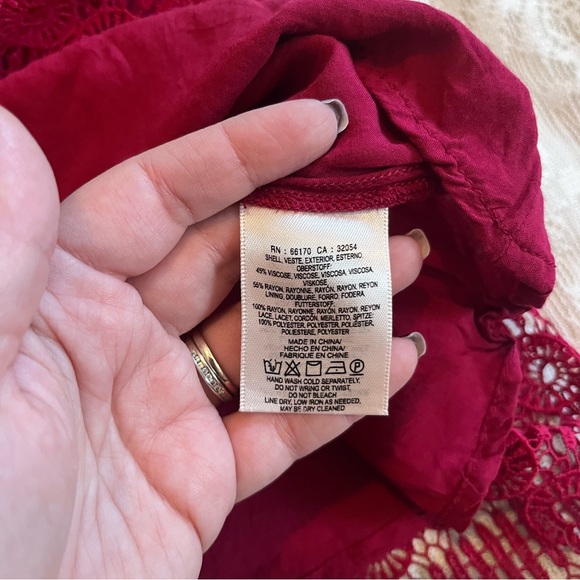 RN : 66170 CA : 32054
SHELL, VESTE, EXTERIOR, ESTERNO,
OBERSTOFF:
45% VISCOSE, VISCOSE, VISCOSA, VISCOSA,
VISKOSE
55% RAYON, RAYONNE, RAYÓN, RAYON, REYON
LINING, DOUBLURE, FORRO, FODERA,
FUTTERSTOFF:
100% RAYON, RAYONNE, RAYÓN, RAYON, REYON
LACE, LACET, CORDÓN, MERLETTO, SPITZE:
100% POLYESTER, POLYESTER, POLIÉSTER,
POLIESTERE, POLYESTER
MADE IN CHINA/
HECHO EN CHINA/
FABRIQUE EN CHINE
HAND WASH COLD SEPARATELY,
DO NOT WRING OR TWIST,
DO NOT BLEACH
LINE DRY, LOW IRON AS NEEDED,
MAY BE DRY CLEANED